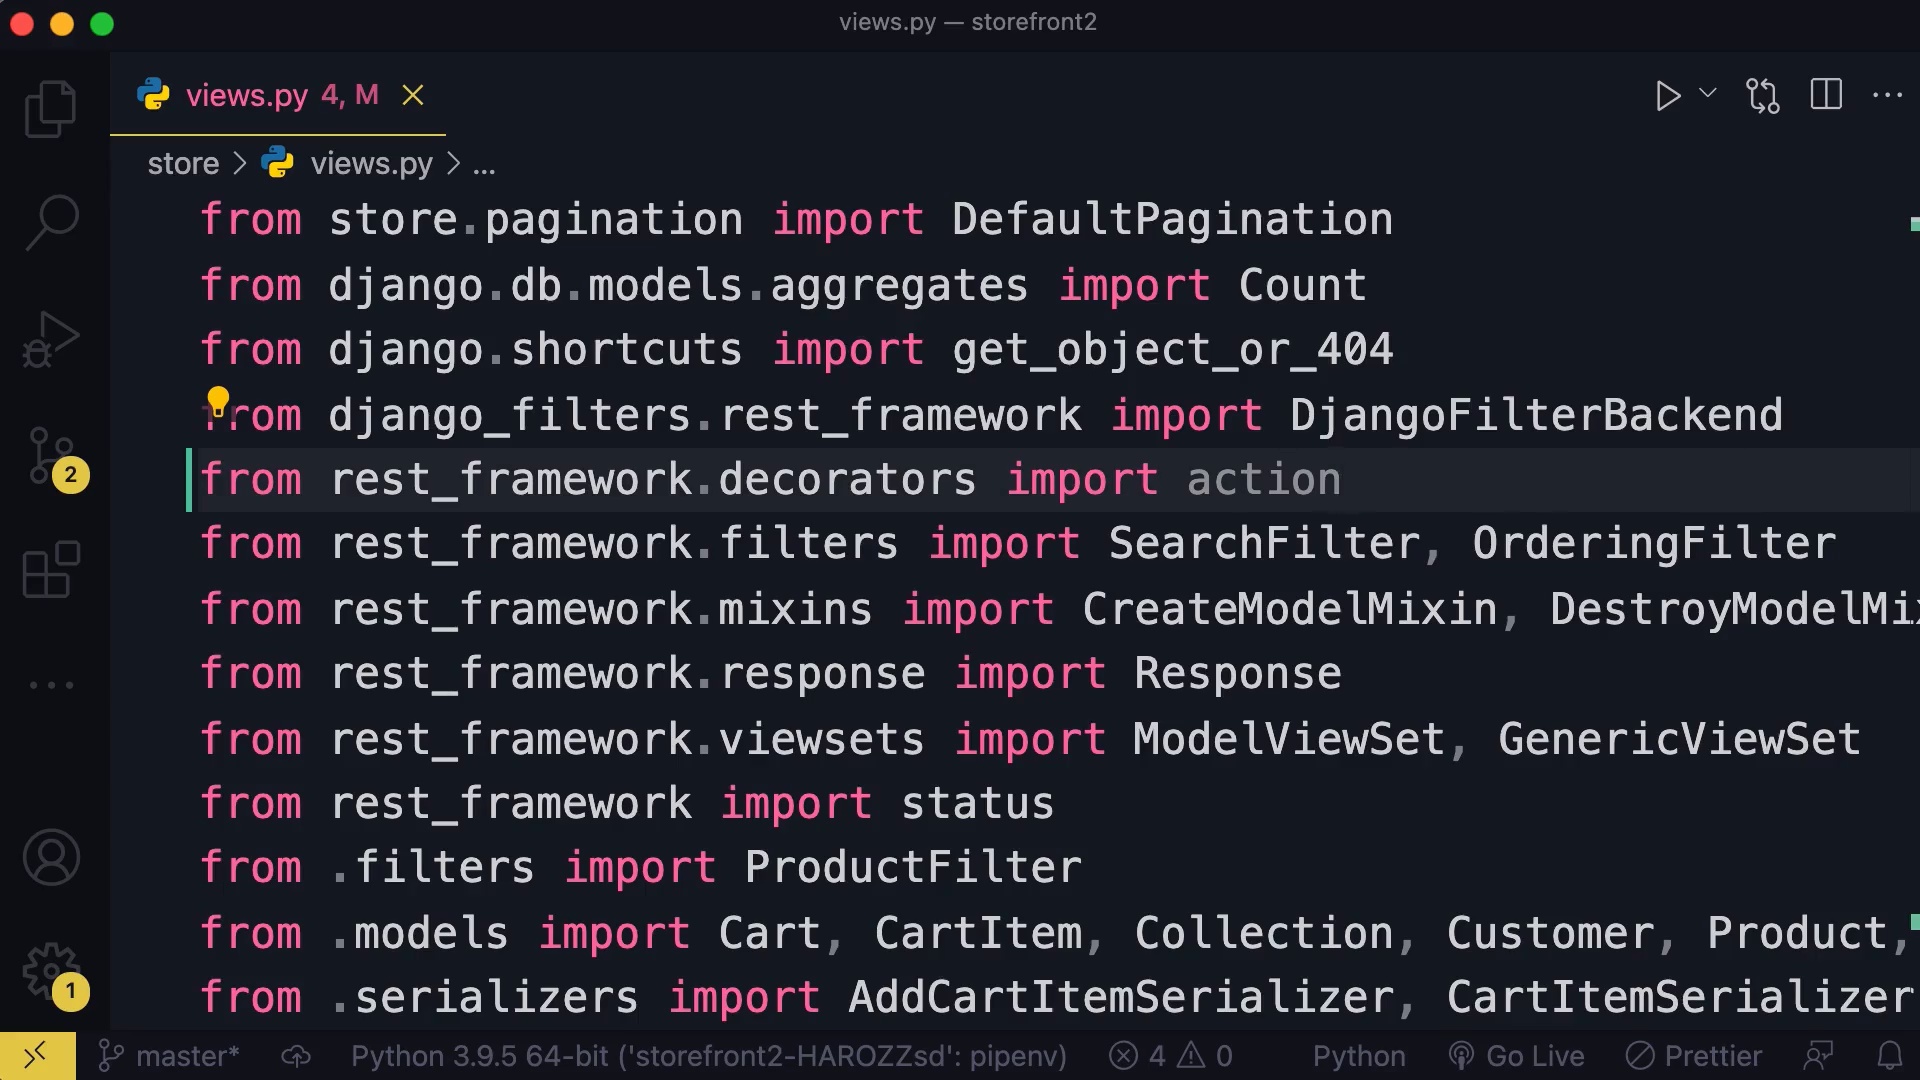 views.py — storefront2
views.py 4, M
store > views.py > ...
from store.pagination import DefaultPagination
from django.db.models.aggregates import Count
from django.shortcuts import get_object_or_404
from django_filters.rest_framework import DjangoFilterBackend
from rest_framework.decorators import action
from rest_framework.filters import SearchFilter, OrderingFilter
from rest_framework.mixins import CreateModelMixin, DestroyModelMix
from rest_framework.response import Response
from rest_framework.viewsets import ModelViewSet, GenericViewSet
from rest_framework import status
from .filters import ProductFilter
from .models import Cart, CartItem, Collection, Customer, Product,
from .serializers import AddCartItemSerializer, CartItemSerializer
2
1
master* Python 3.9.5 64-bit ('storefront2-HAROZZsd': pipenv) 4 0 Python Go Live Prettier